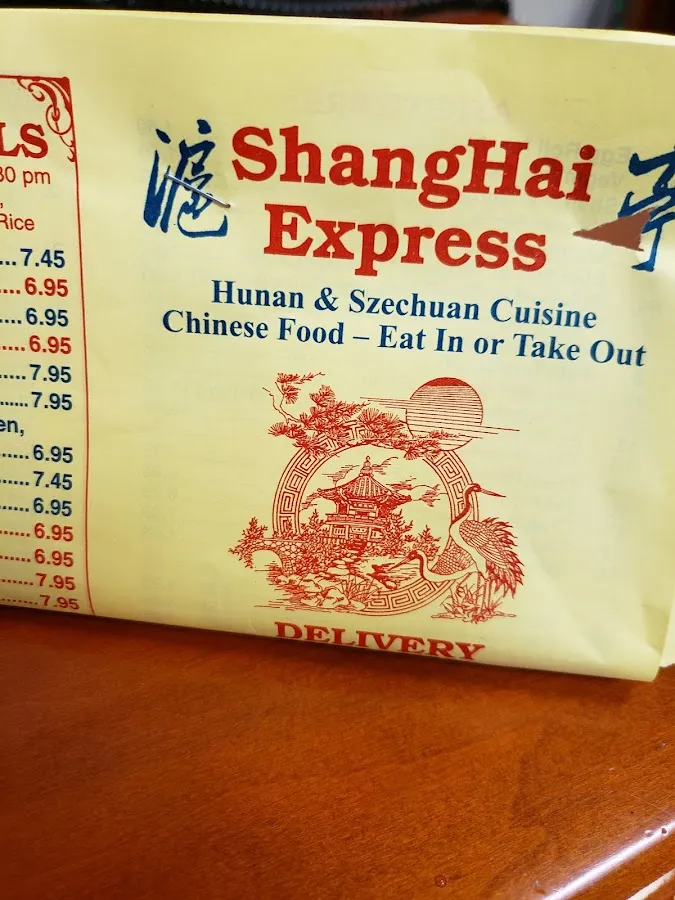 LS
30 pm
Rice
...7.45
....6.95
....6.95
.....6.95
.....7.95
......7.95
en,
......6.95
......7.45
......6.95
......6.95
......6.95
......7.95
......7.95
滬 ShangHai 亭
Express
Hunan & Szechuan Cuisine
Chinese Food – Eat In or Take Out
DELIVERY